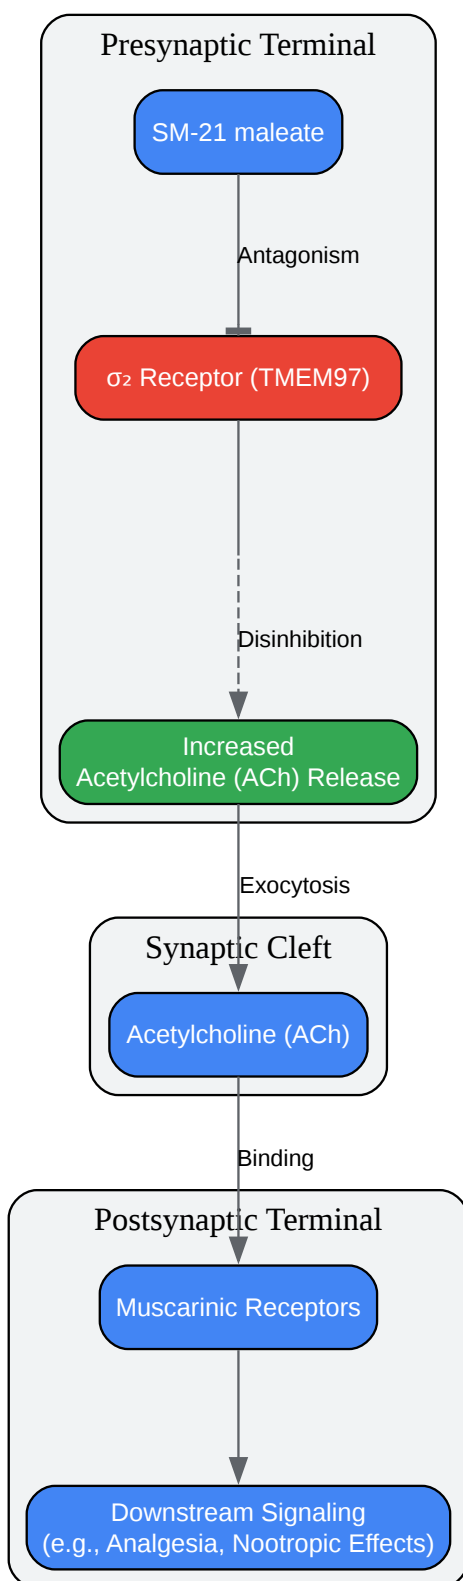 Presynaptic Terminal
SM-21 maleate
Antagonism
σ₂ Receptor (TMEM97)
Disinhibition
Increased
Acetylcholine (ACh) Release
Exocytosis
Synaptic Cleft
Acetylcholine (ACh)
Binding
Postsynaptic Terminal
Muscarinic Receptors
Downstream Signaling
(e.g., Analgesia, Nootropic Effects)